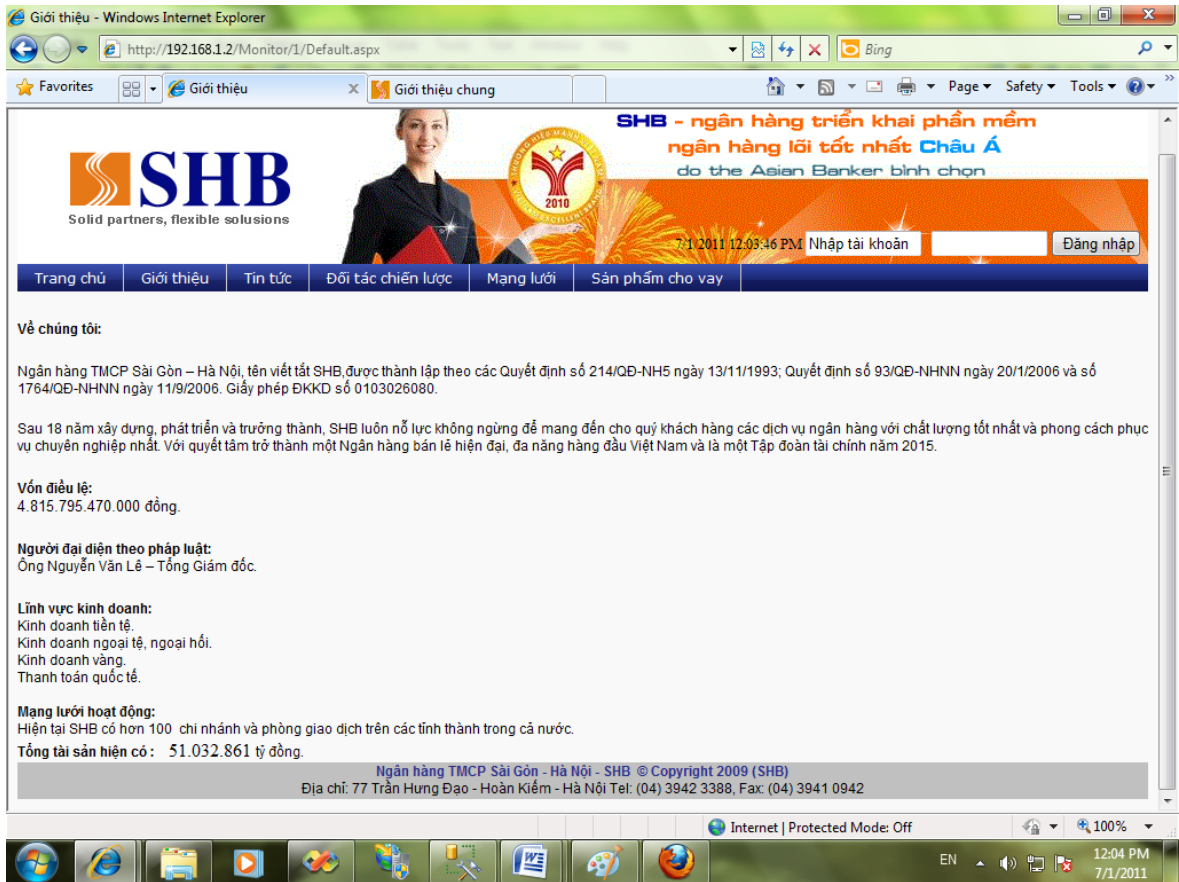 Giới thiệu - Windows Internet Explorer
http://192.168.1.2/Monitor/1/Default.aspx
Bing
Favorites
Giới thiệu
Giới thiệu chung
Page
Safety
Tools
SHB
Solid partners, flexible solusions
2010
SHB - ngân hàng triển khai phần mềm
ngân hàng lõi tốt nhất Châu Á
do the Asian Banker bình chọn
7/1/2011 12:03:46 PM Nhập tài khoản Đăng nhập
Trang chủ Giới thiệu Tin tức Đối tác chiến lược Mạng lưới Sản phẩm cho vay
Về chúng tôi:
Ngân hàng TMCP Sài Gòn – Hà Nội, tên viết tắt SHB,được thành lập theo các Quyết định số 214/QĐ-NH5 ngày 13/11/1993; Quyết định số 93/QĐ-NHNN ngày 20/1/2006 và số
1764/QĐ-NHNN ngày 11/9/2006. Giấy phép ĐKKD số 0103026080.
Sau 18 năm xây dựng, phát triển và trưởng thành, SHB luôn nỗ lực không ngừng để mang đến cho quý khách hàng các dịch vụ ngân hàng với chất lượng tốt nhất và phong cách phục
vụ chuyên nghiệp nhất. Với quyết tâm trở thành một Ngân hàng bán lẻ hiện đại, đa năng hàng đầu Việt Nam và là một Tập đoàn tài chính năm 2015.
Vốn điều lệ:
4.815.795.470.000 đồng.
Người đại diện theo pháp luật:
Ông Nguyễn Văn Lê – Tổng Giám đốc.
Lĩnh vực kinh doanh:
Kinh doanh tiền tệ.
Kinh doanh ngoại tệ, ngoại hối.
Kinh doanh vàng.
Thanh toán quốc tế.
Mạng lưới hoạt động:
Hiện tại SHB có hơn 100 chi nhánh và phòng giao dịch trên các tỉnh thành trong cả nước.
Tổng tài sản hiện có : 51.032.861 tỷ đồng.
Ngân hàng TMCP Sài Gòn - Hà Nội - SHB © Copyright 2009 (SHB)
Địa chỉ: 77 Trần Hưng Đạo - Hoàn Kiếm - Hà Nội Tel: (04) 3942 3388, Fax: (04) 3941 0942
Internet | Protected Mode: Off
100%
EN
12:04 PM
7/1/2011